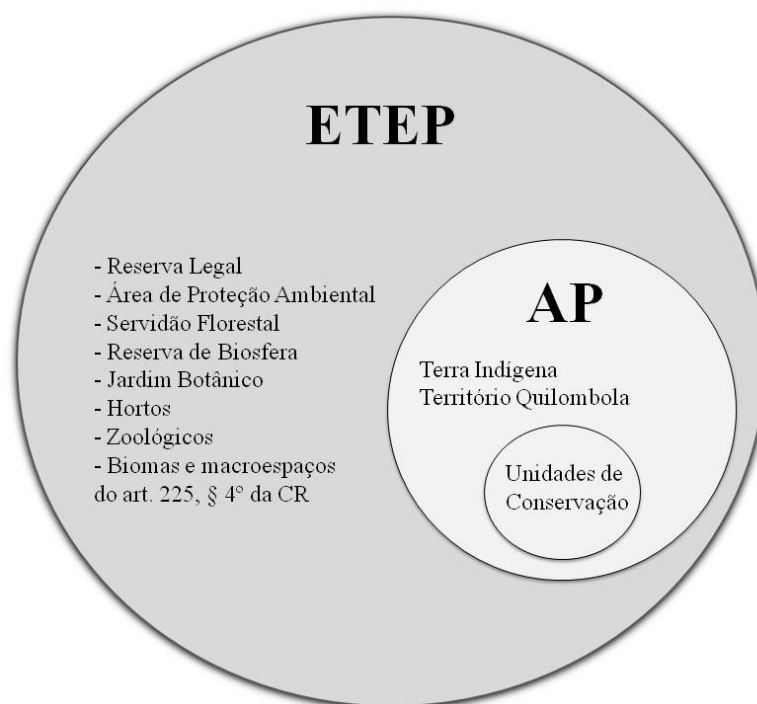 ETEP
- Reserva Legal
- Área de Proteção Ambiental
- Servidão Florestal
- Reserva de Biosfera
- Jardim Botânico
- Hortos
- Zoológicos
- Biomas e macroespaços
do art. 225, § 4° da CR
AP
Terra Indígena
Território Quilombola
Unidades de
Conservação